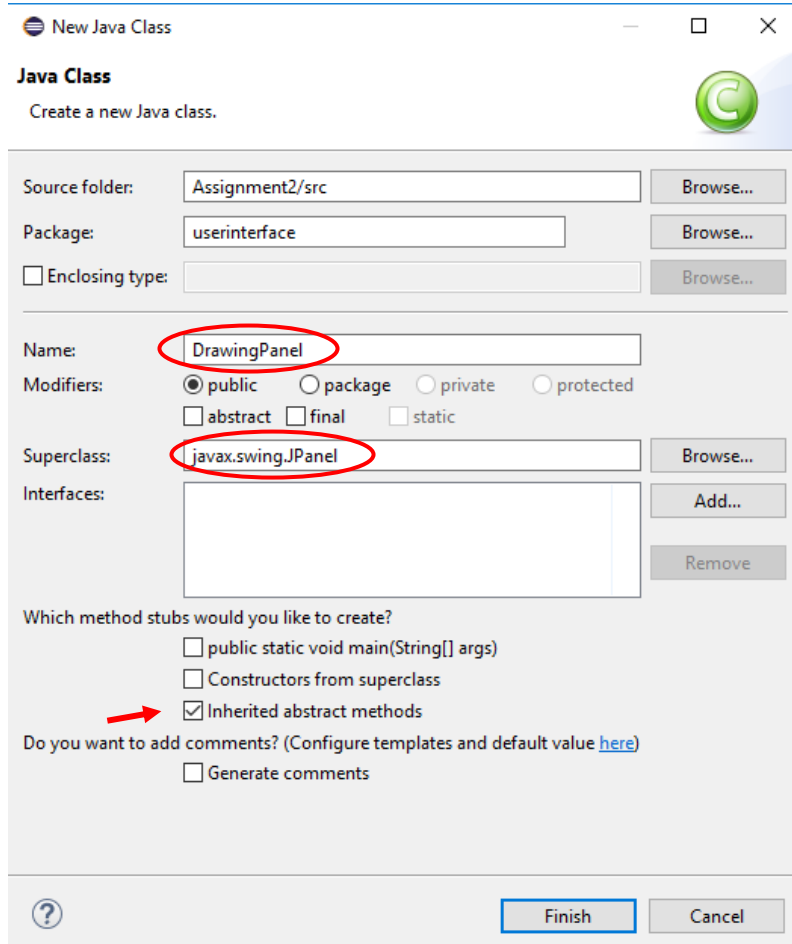 New Java Class
Java Class
Create a new Java class.
C
Source folder: Assignment2/src Browse...
Package: userinterface Browse...
Enclosing type: Browse...
Name: DrawingPanel
Modifiers: public package private protected
abstract final static
Superclass: javax.swing.JPanel Browse...
Interfaces: Add...
Remove
Which method stubs would you like to create?
public static void main(String[] args)
Constructors from superclass
Inherited abstract methods
Do you want to add comments? (Configure templates and default value here)
Generate comments
? Finish Cancel